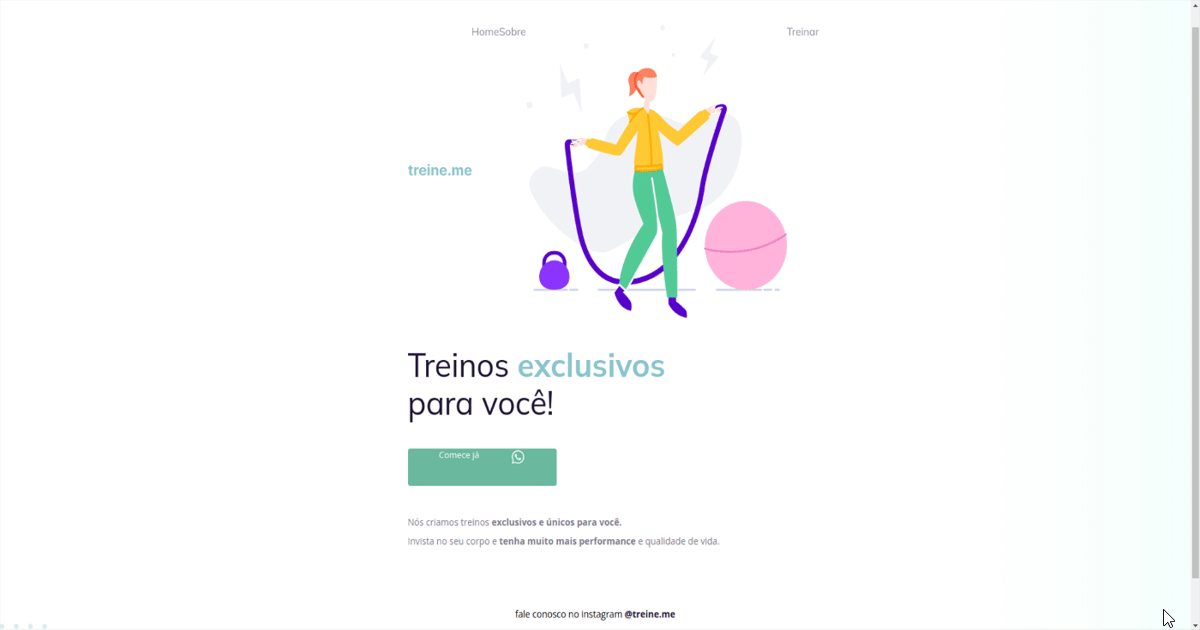 HomeSobre
Treinar
treine.me
Treinos exclusivos
para você!
Comece já
Nós criamos treinos exclusivos e únicos para você.
Invista no seu corpo e tenha muito mais performance e qualidade de vida.
fale conosco no instagram @treine.me